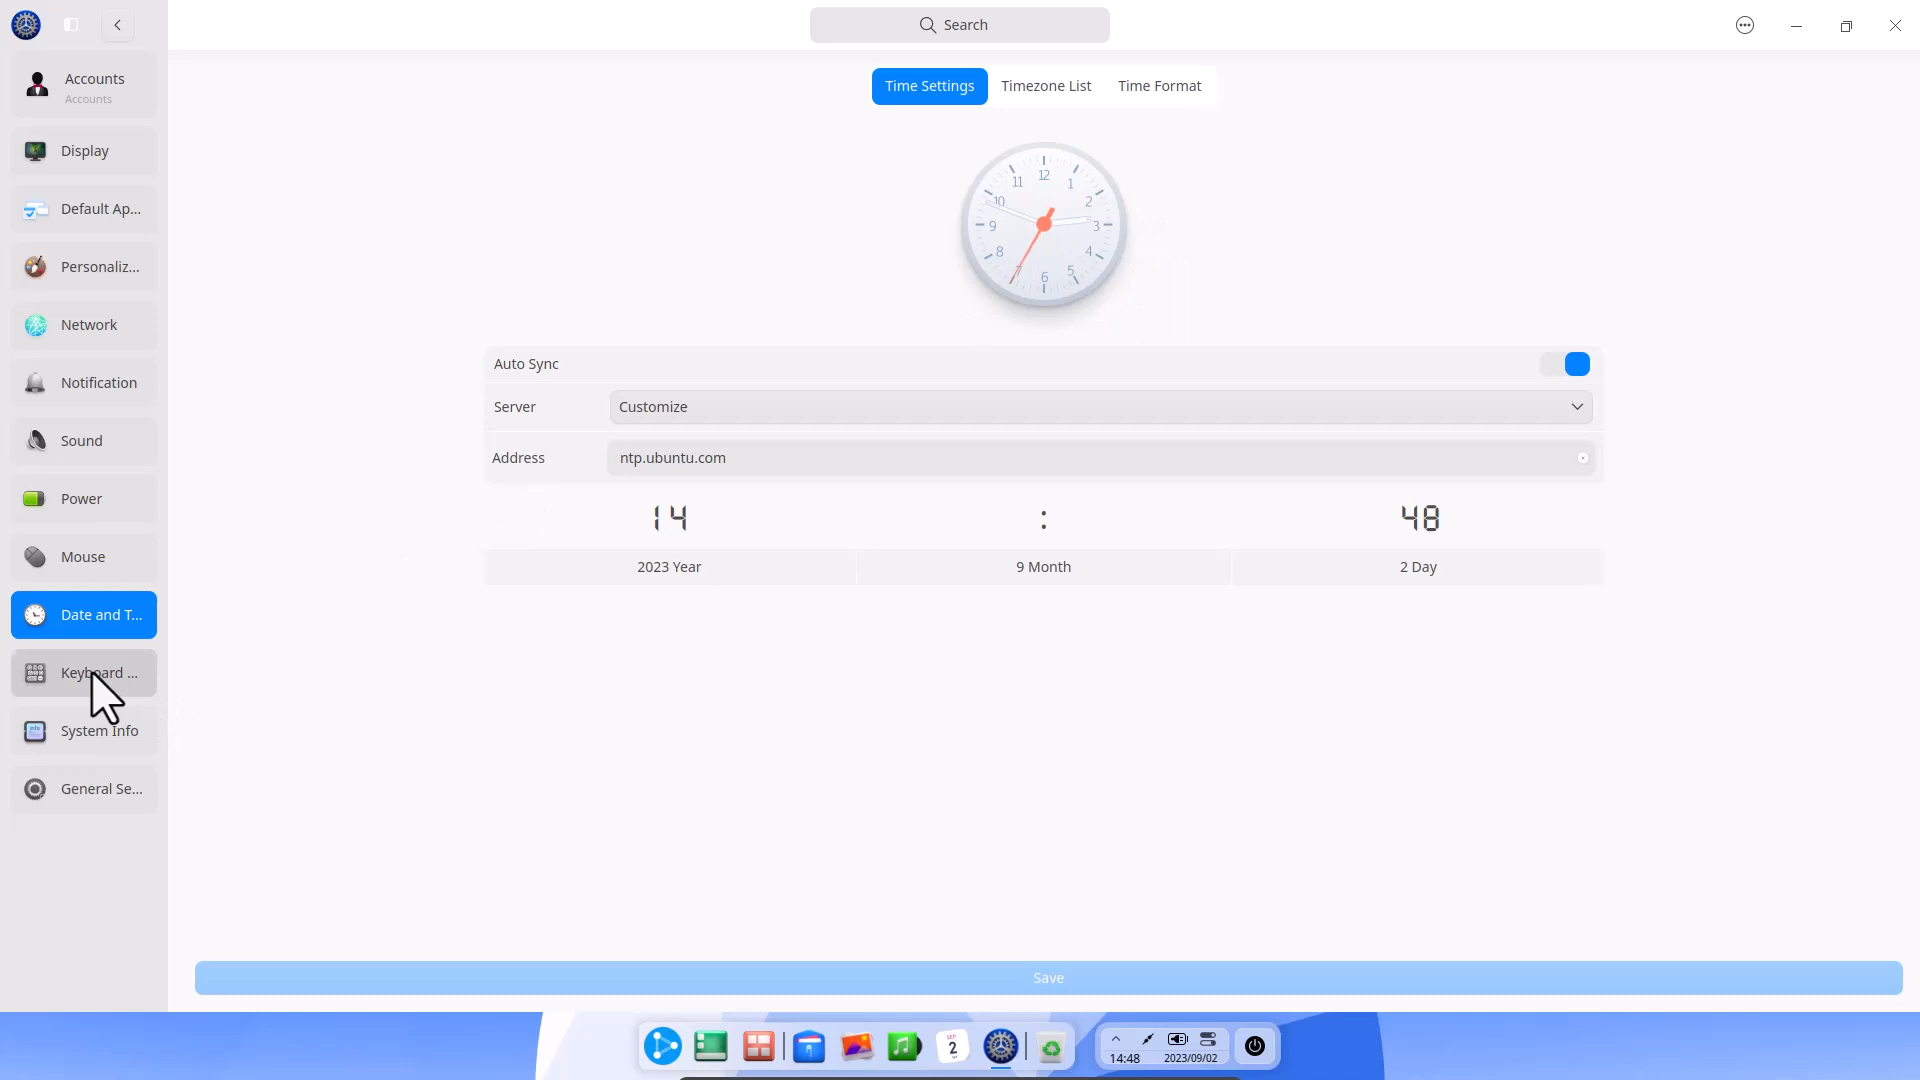 Search
Accounts
Accounts
Display
Default Ap...
Personaliz...
Network
Notification
Sound
Power
Mouse
Date and T...
Keyboard ...
System Info
General Se...
Time Settings
Timezone List
Time Format
12
1
2
3
4
5
6
7
8
9
10
11
Auto Sync
Server
Customize
Address
ntp.ubuntu.com
14 : 48
2023 Year
9 Month
2 Day
Save
SEP
2
14:48
2023/09/02